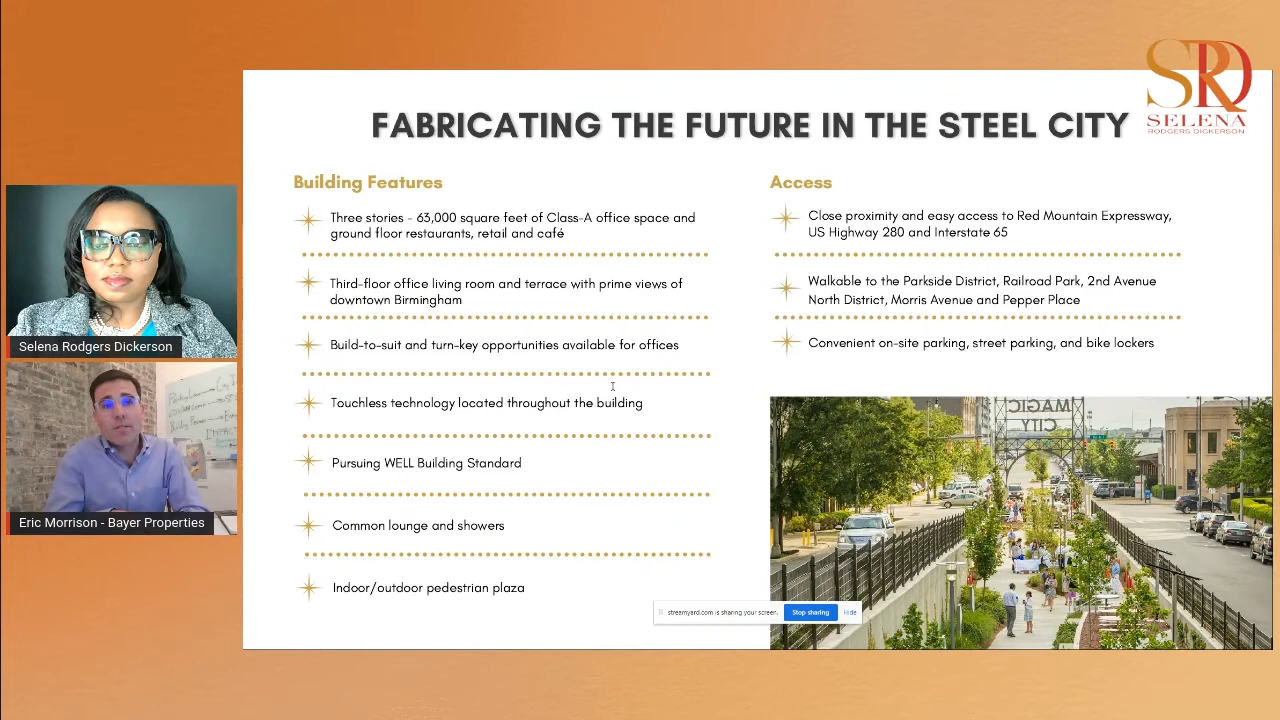 SRD
SELENA
RODGERS DICKERSON
FABRICATING THE FUTURE IN THE STEEL CITY
Building Features
Three stories - 63,000 square feet of Class-A office space and
ground floor restaurants, retail and café
Third-floor office living room and terrace with prime views of
downtown Birmingham
Build-to-suit and turn-key opportunities available for offices
Touchless technology located throughout the building
Pursuing WELL Building Standard
Common lounge and showers
Indoor/outdoor pedestrian plaza
Access
Close proximity and easy access to Red Mountain Expressway,
US Highway 280 and Interstate 65
Walkable to the Parkside District, Railroad Park, 2nd Avenue
North District, Morris Avenue and Pepper Place
Convenient on-site parking, street parking, and bike lockers
MAGIC
CITY
streamyard.com is sharing your screen.
Stop sharing
Hide
Selena Rodgers Dickerson
Eric Morrison - Bayer Properties